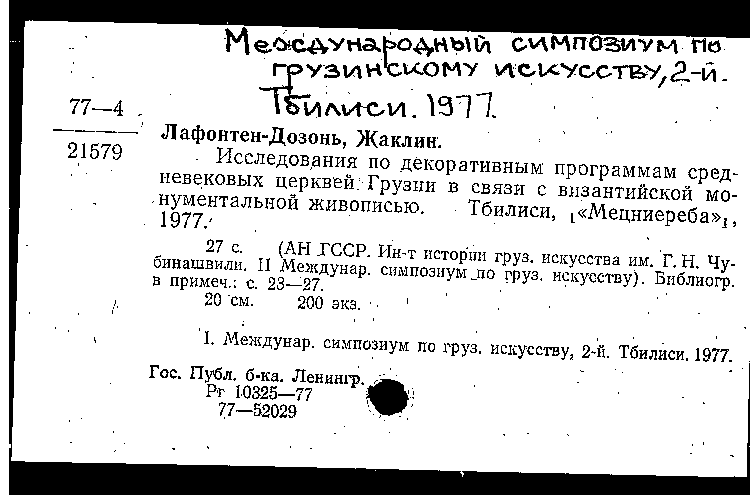 Международный симпозиум по
грузинскому искусству, 2-й.
Тбилиси. 1977.
77—4
21579
Лафонтен-Дозонь, Жаклин.
Исследования по декоративным программам сред-
невековых церквей Грузии в связи с византийской мо-
нументальной живописью. Тбилиси, [«Мецниереба»],
1977.
27 с. (АН ГССР. Ин-т истории груз. искусства им. Г. Н. Чу-
бинашвили. II Междунар. симпозиум по груз. искусству). Библиогр.
в примеч.: с. 23—27.
20 см. 200 экз.
I. Междунар. симпозиум по груз. искусству, 2-й. Тбилиси. 1977.
Гос. Публ. б-ка. Ленингр.
Рг 10325—77
77—52029